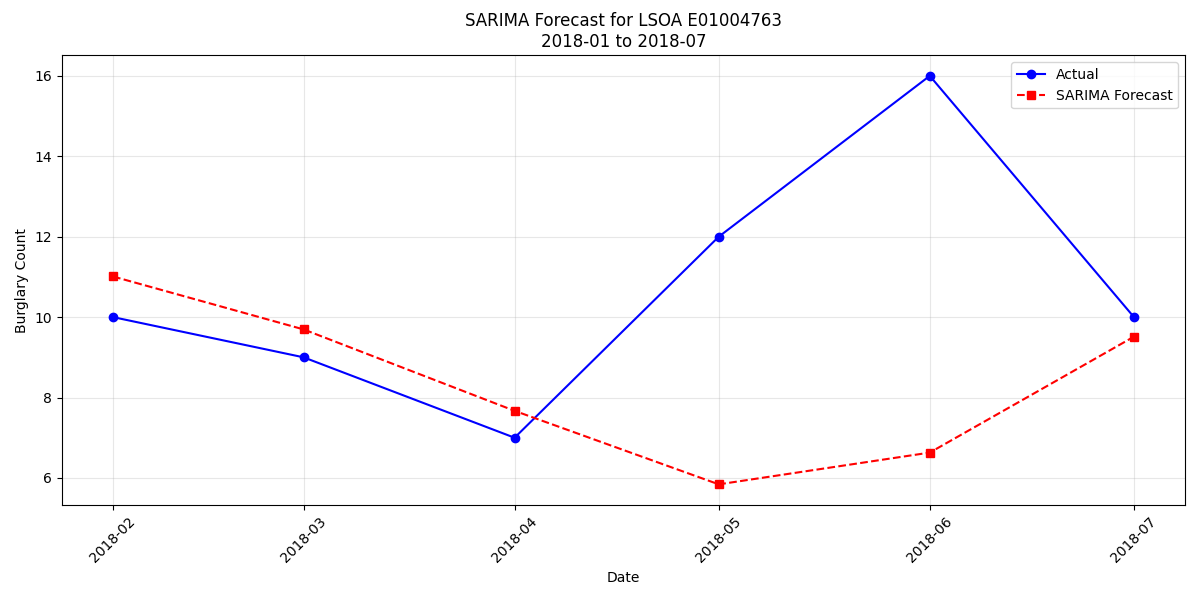 SARIMA Forecast for LSOA E01004763
2018-01 to 2018-07
Actual
SARIMA Forecast
Burglary Count
16
14
12
10
8
6
2018-02
2018-03
2018-04
2018-05
2018-06
2018-07
Date